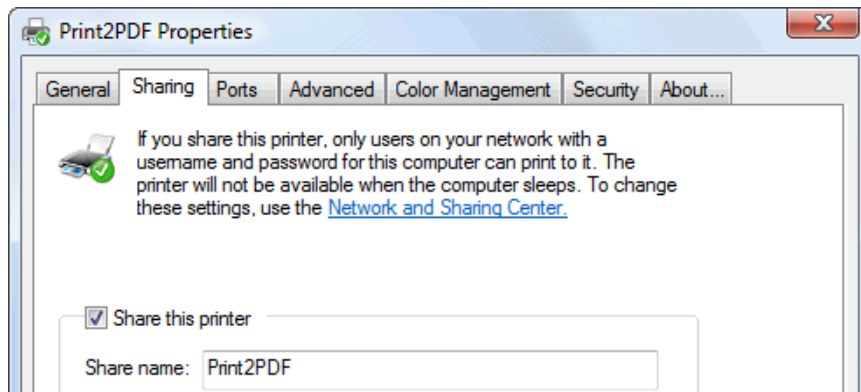 Print2PDF Properties
General Sharing Ports Advanced Color Management Security About...
If you share this printer, only users on your network with a
username and password for this computer can print to it. The
printer will not be available when the computer sleeps. To change
these settings, use the Network and Sharing Center.
Share this printer
Share name: Print2PDF